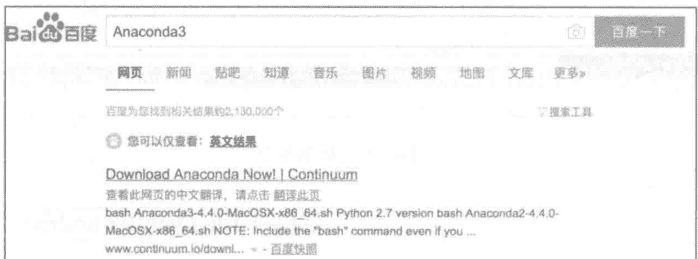 Baidu百度 Anaconda3 百度一下
网页 新闻 贴吧 知道 音乐 图片 视频 地图 文库 更多»
百度为您找到相关结果约2,130,000个 搜索工具
您可以仅查看：英文结果
Download Anaconda Now! | Continuum
查看此网页的中文翻译，请点击 翻译此页
bash Anaconda3-4.4.0-MacOSX-x86_64.sh Python 2.7 version bash Anaconda2-4.4.0-
MacOSX-x86_64.sh NOTE: Include the "bash" command even if you ...
www.continuum.io/downl... - 百度快照